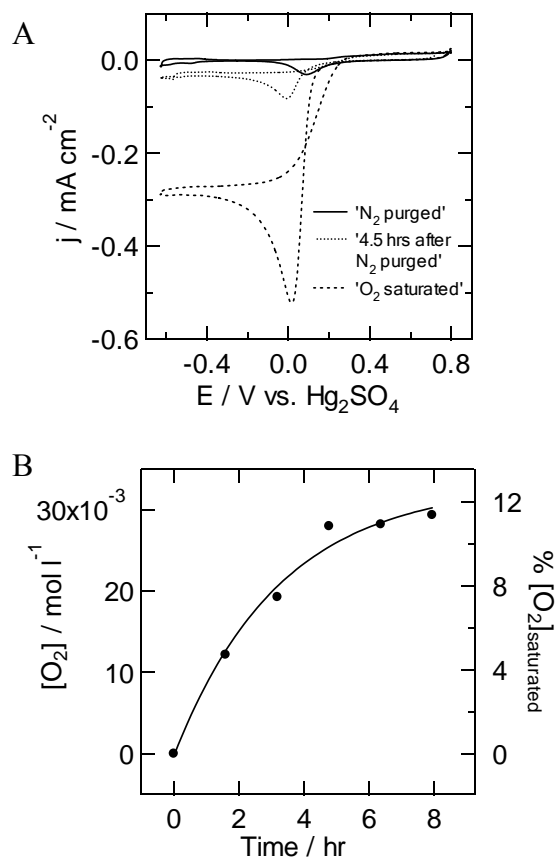 A
0.0
-0.2
-0.4
-0.6
j / mA cm⁻²
'N₂ purged'
'4.5 hrs after
N₂ purged'
'O₂ saturated'
-0.4 0.0 0.4 0.8
E / V vs. Hg₂SO₄
B
30x10⁻³
20
10
0
[O₂] / mol l⁻¹
12
8
4
0
% [O₂]saturated
0 2 4 6 8
Time / hr